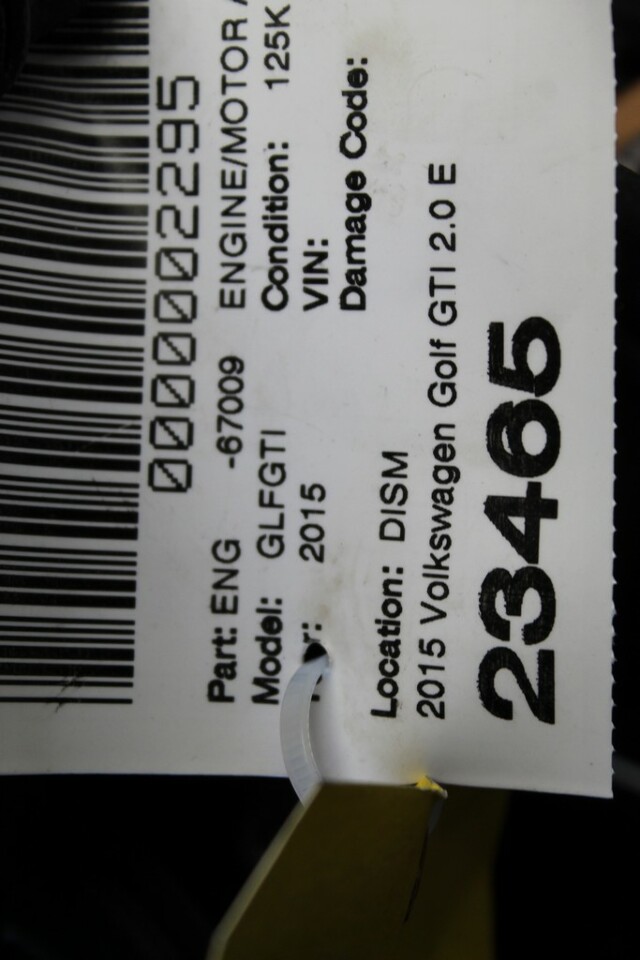 0000002295
Part: ENG -67009 ENGINE/MOTOR
Model: GLFGTI Condition: 125K
r: 2015 VIN:
Damage Code:
Location: DISM
2015 Volkswagen Golf GTI 2.0 E
23465